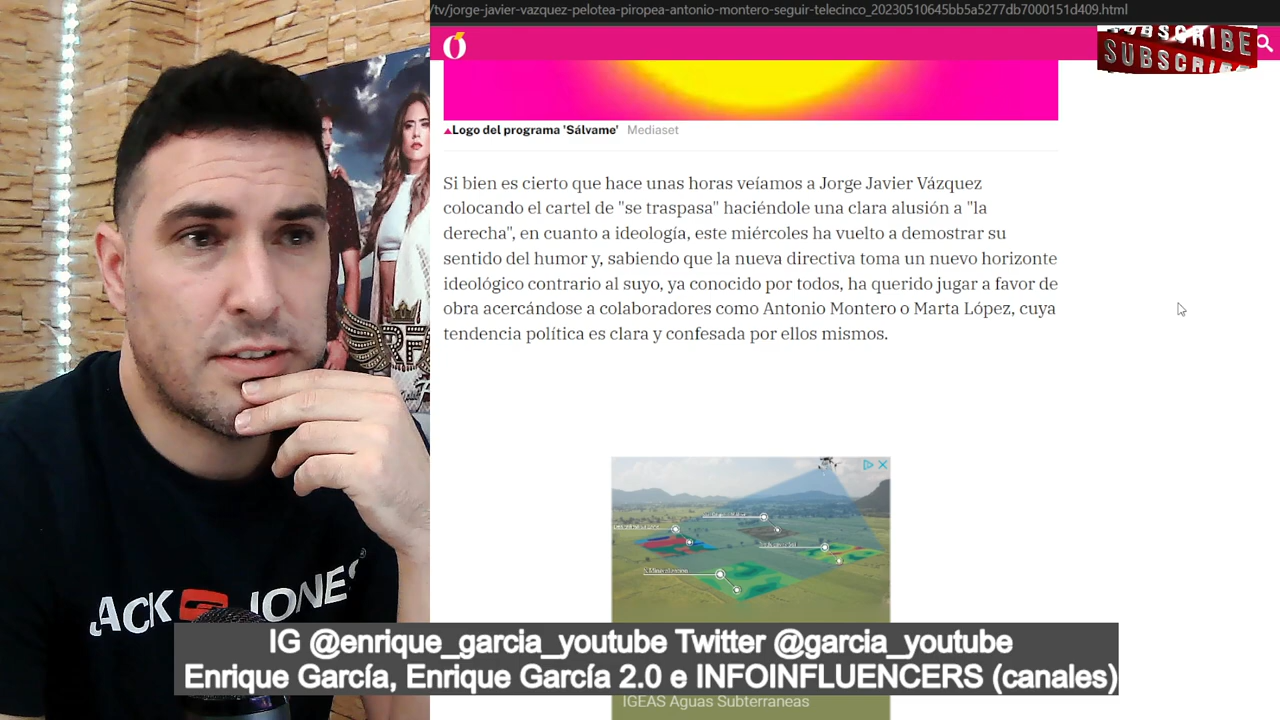 /tv/jorge-javier-vazquez-pelotea-piropea-antonio-montero-seguir-telecinco_20230510645bb5a5277db7000151d409.html
SUBSCRIBE
SUBSCRIBE
Logo del programa 'Sálvame' Mediaset
Si bien es cierto que hace unas horas veíamos a Jorge Javier Vázquez
colocando el cartel de "se traspasa" haciéndole una clara alusión a "la
derecha", en cuanto a ideología, este miércoles ha vuelto a demostrar su
sentido del humor y, sabiendo que la nueva directiva toma un nuevo horizonte
ideológico contrario al suyo, ya conocido por todos, ha querido jugar a favor de
obra acercándose a colaboradores como Antonio Montero o Marta López, cuya
tendencia política es clara y confesada por ellos mismos.
JACK JONES
IG @enrique_garcia_youtube Twitter @garcia_youtube
Enrique García, Enrique García 2.0 e INFOINFLUENCERS (canales)
IGEAS Aguas Subterraneas